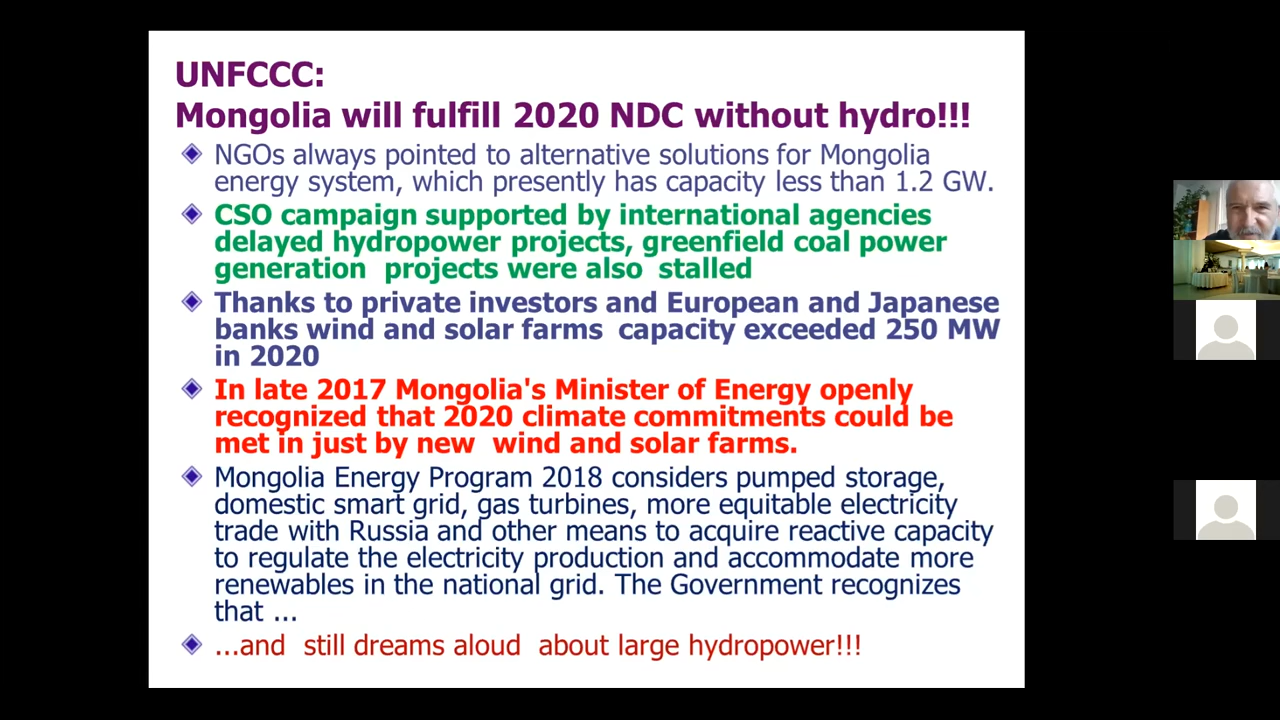 UNFCCC:
Mongolia will fulfill 2020 NDC without hydro!!!
NGOs always pointed to alternative solutions for Mongolia
energy system, which presently has capacity less than 1.2 GW.
CSO campaign supported by international agencies
delayed hydropower projects, greenfield coal power
generation projects were also stalled
Thanks to private investors and European and Japanese
banks wind and solar farms capacity exceeded 250 MW
in 2020
In late 2017 Mongolia's Minister of Energy openly
recognized that 2020 climate commitments could be
met in just by new wind and solar farms.
Mongolia Energy Program 2018 considers pumped storage,
domestic smart grid, gas turbines, more equitable electricity
trade with Russia and other means to acquire reactive capacity
to regulate the electricity production and accommodate more
renewables in the national grid. The Government recognizes
that ...
...and still dreams aloud about large hydropower!!!